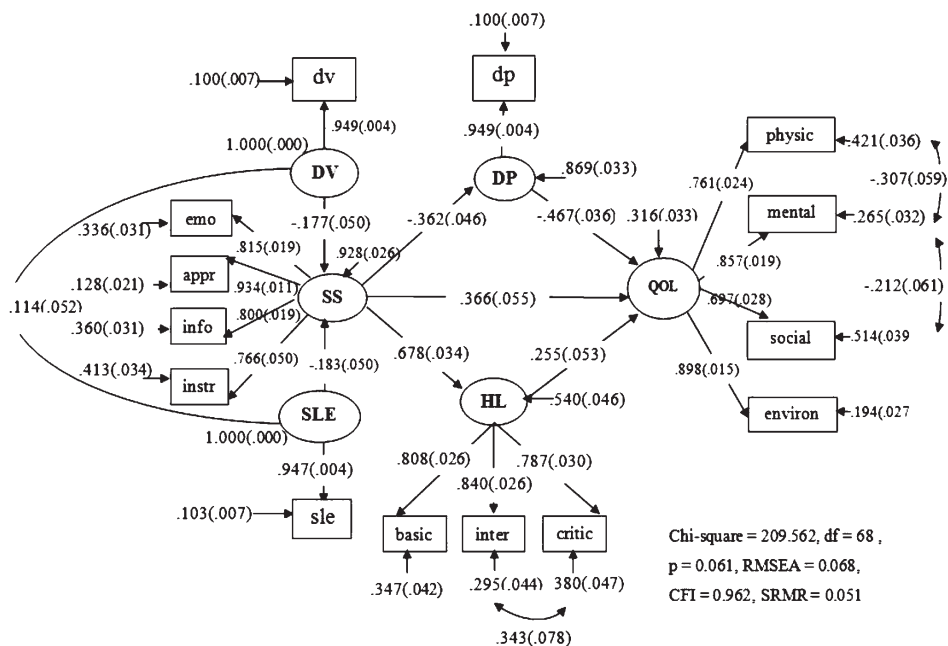 .100(.007)
dp
.949(.004)
DP
.869(.033)
.100(.007)
dv
.949(.004)
1.000(.000)
DV
-.177(.050)
-.362(.046)
-.467(.036)
.316(.033)
physic
.421(.036)
-.307(.059)
.761(.024)
mental
.265(.032)
.857(.019)
-.212(.061)
QOL
.697(.028)
social
.514(.039
.898(.015)
environ
.194(.027
emo
.336(.031)
.815(.019)
.928(.026)
appr
.128(.021)
.934(.011)
SS
.366(.055)
.114(.052)
info
.360(.031)
.800(.019)
.766(.050)
instr
.413(.034)
-.183(.050)
.678(.034)
.255(.053)
SLE
1.000(.000)
HL
.540(.046)
.947(.004)
.103(.007)
sle
.808(.026)
.840(.026)
.787(.030)
basic
inter
critic
.347(.042)
.295(.044)
380(.047)
.343(.078)
Chi-square = 209.562, df = 68 ,
p = 0.061, RMSEA = 0.068,
CFI = 0.962, SRMR = 0.051